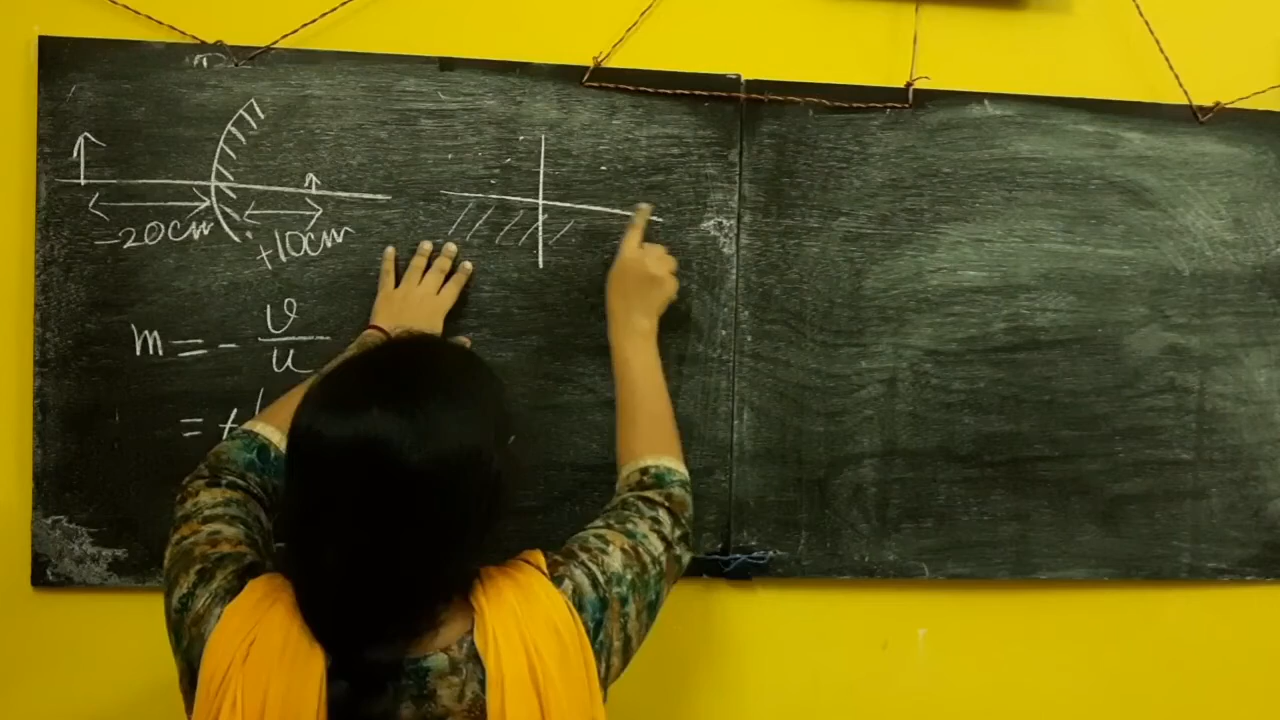 -20cm
+10cm
m = - v/u
= +